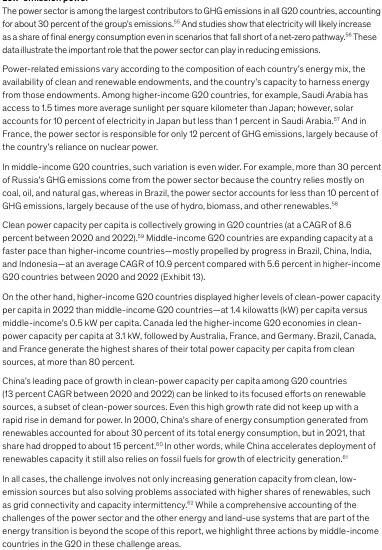 The power sector is among the largest contributors to GHG emissions in all G20 countries, accounting
for about 30 percent of the group's emissions.⁵⁵ And studies show that electricity will likely increase
as a share of final energy consumption even in scenarios that fall short of a net-zero pathway.⁵⁶ These
data illustrate the important role that the power sector can play in reducing emissions.
Power-related emissions vary according to the composition of each country's energy mix, the
availability of clean and renewable endowments, and the country's capacity to harness energy
from those endowments. Among higher-income G20 countries, for example, Saudi Arabia has
access to 1.5 times more average sunlight per square kilometer than Japan; however, solar
accounts for 10 percent of electricity in Japan but less than 1 percent in Saudi Arabia.⁵⁷ And in
France, the power sector is responsible for only 12 percent of GHG emissions, largely because of
the country's reliance on nuclear power.
In middle-income G20 countries, such variation is even wider. For example, more than 30 percent
of Russia's GHG emissions come from the power sector because the country relies mostly on
coal, oil, and natural gas, whereas in Brazil, the power sector accounts for less than 10 percent of
GHG emissions, largely because of the use of hydro, biomass, and other renewables.⁵⁸
Clean power capacity per capita is collectively growing in G20 countries (at a CAGR of 8.6
percent between 2020 and 2022).⁵⁹ Middle-income G20 countries are expanding capacity at a
faster pace than higher-income countries—mostly propelled by progress in Brazil, China, India,
and Indonesia—at an average CAGR of 10.9 percent compared with 5.6 percent in higher-income
G20 countries between 2020 and 2022 (Exhibit 13).
On the other hand, higher-income G20 countries displayed higher levels of clean-power capacity
per capita in 2022 than middle-income G20 countries—at 1.4 kilowatts (kW) per capita versus
middle-income's 0.5 kW per capita. Canada led the higher-income G20 economies in clean-
power capacity per capita at 3.1 kW, followed by Australia, France, and Germany. Brazil, Canada,
and France generate the highest shares of their total power capacity per capita from clean
sources, at more than 80 percent.
China's leading pace of growth in clean-power capacity per capita among G20 countries
(13 percent CAGR between 2020 and 2022) can be linked to its focused efforts on renewable
sources, a subset of clean-power sources. Even this high growth rate did not keep up with a
rapid rise in demand for power. In 2000, China's share of energy consumption generated from
renewables accounted for about 30 percent of its total energy consumption, but in 2021, that
share had dropped to about 15 percent.⁶⁰ In other words, while China accelerates deployment of
renewables capacity it still also relies on fossil fuels for growth of electricity generation.⁶¹
In all cases, the challenge involves not only increasing generation capacity from clean, low-
emission sources but also solving problems associated with higher shares of renewables, such
as grid connectivity and capacity intermittency.⁶² While a comprehensive accounting of the
challenges of the power sector and the other energy and land-use systems that are part of the
energy transition is beyond the scope of this report, we highlight three actions by middle-income
countries in the G20 in these challenge areas.